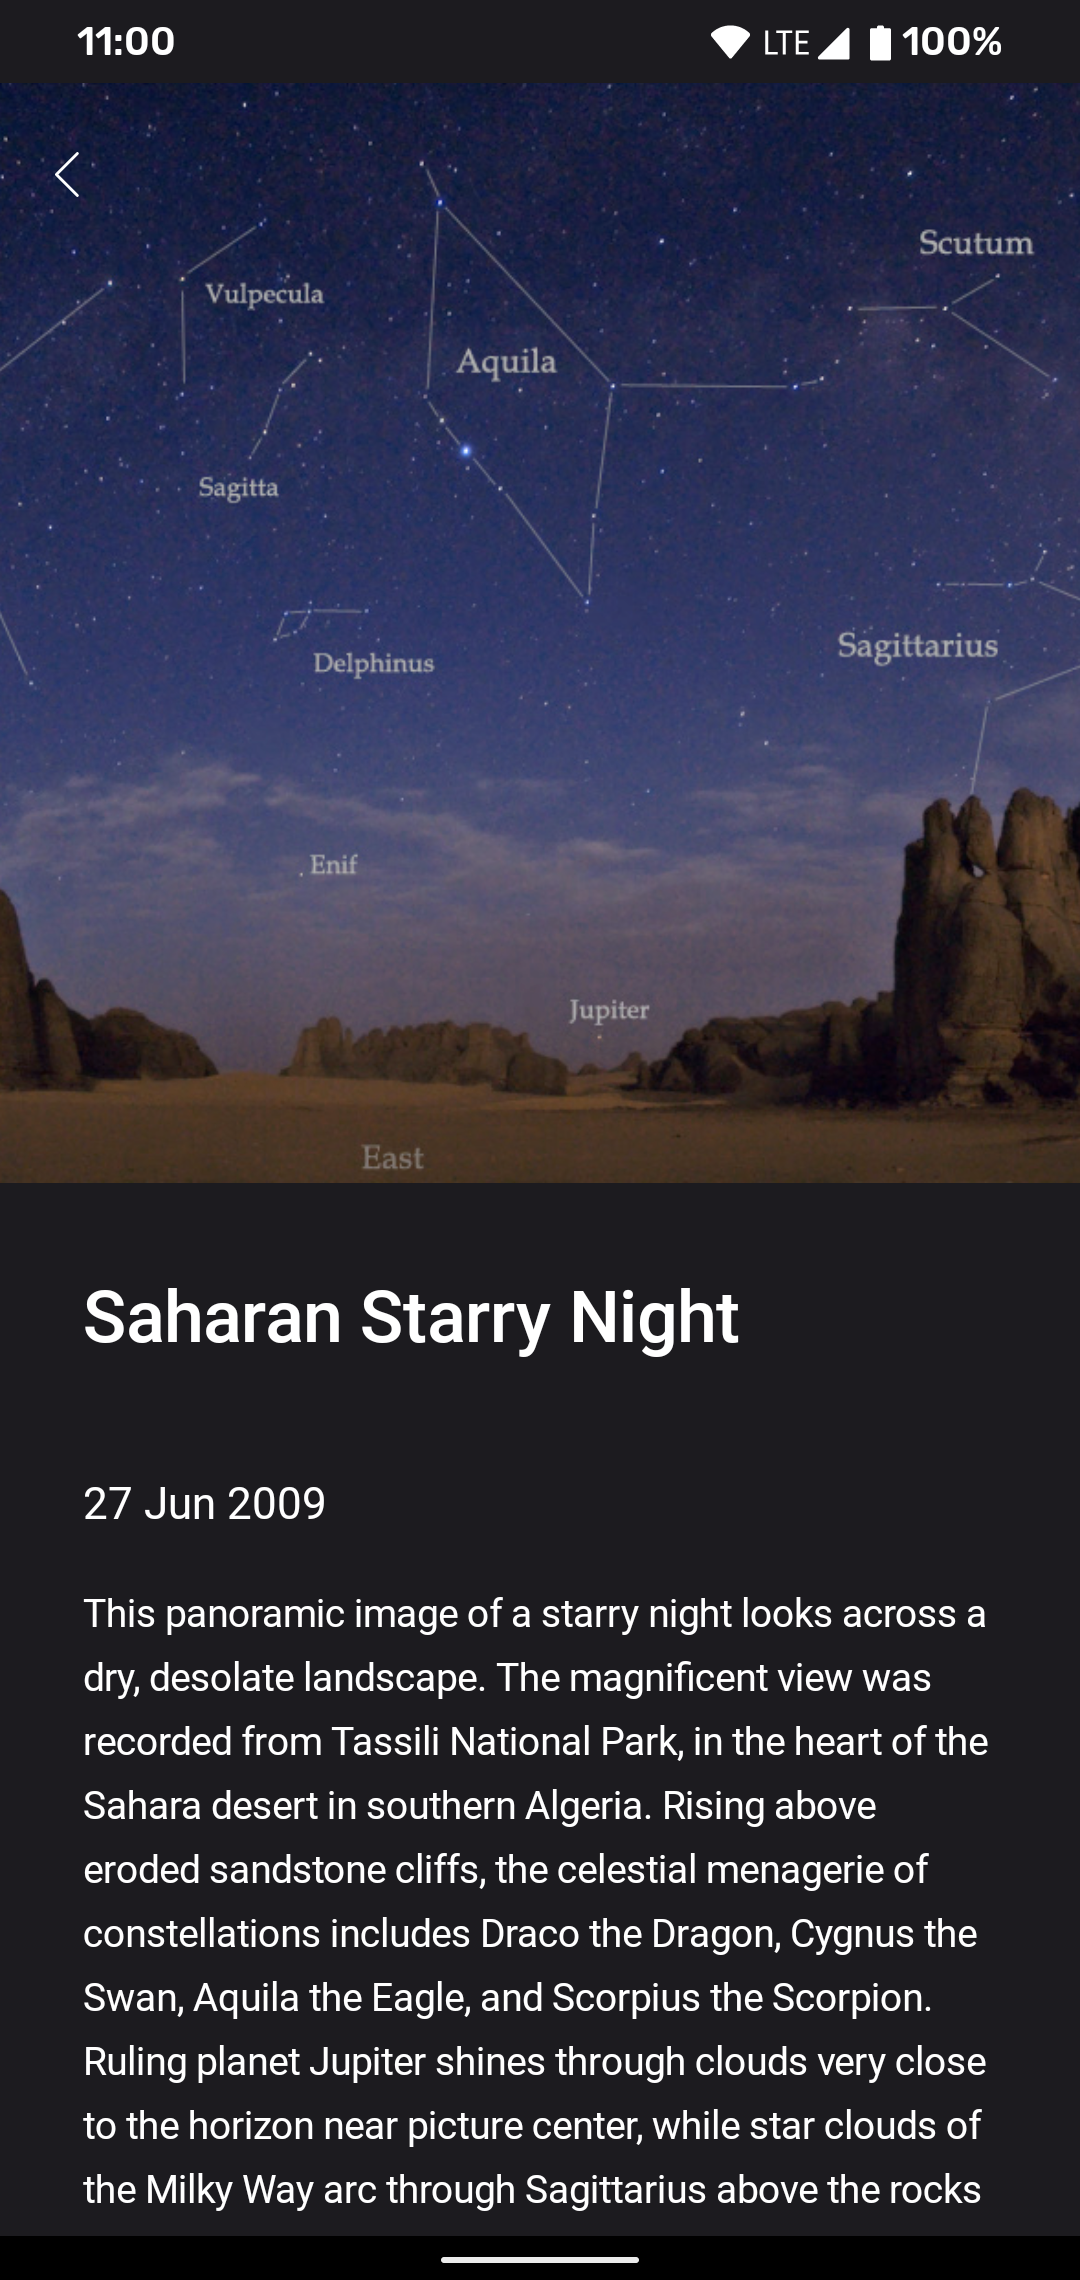 11:00
LTE
100%
Scutum
Vulpecula
Aquila
Sagitta
Sagittarius
Delphinus
Enif
Jupiter
East
Saharan Starry Night
27 Jun 2009
This panoramic image of a starry night looks across a
dry, desolate landscape. The magnificent view was
recorded from Tassili National Park, in the heart of the
Sahara desert in southern Algeria. Rising above
eroded sandstone cliffs, the celestial menagerie of
constellations includes Draco the Dragon, Cygnus the
Swan, Aquila the Eagle, and Scorpius the Scorpion.
Ruling planet Jupiter shines through clouds very close
to the horizon near picture center, while star clouds of
the Milky Way arc through Sagittarius above the rocks